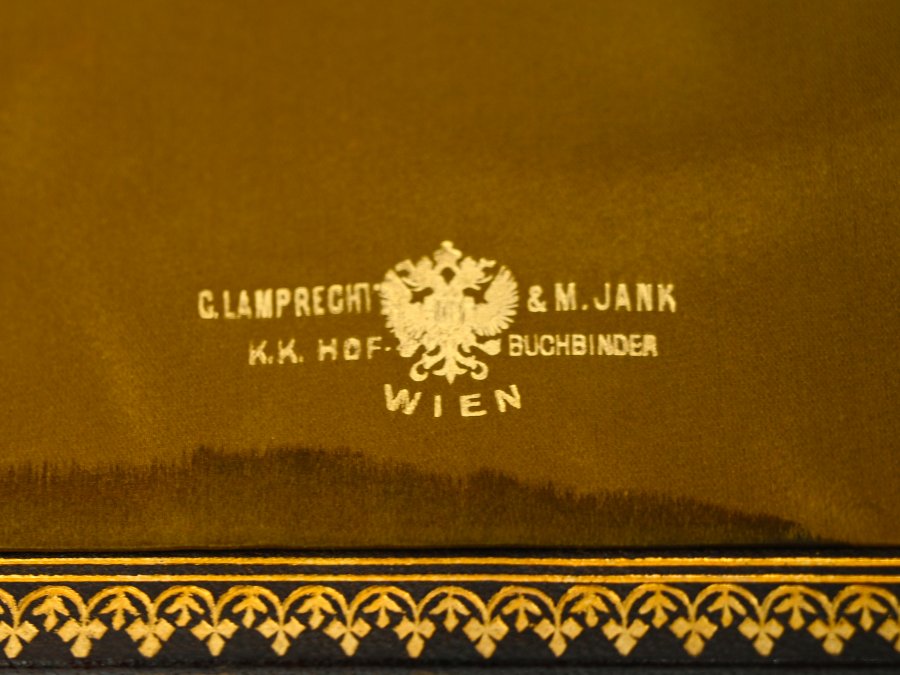 C. LAMPRECHT & M. JANK
K.K. HOF-BUCHBINDER
WIEN